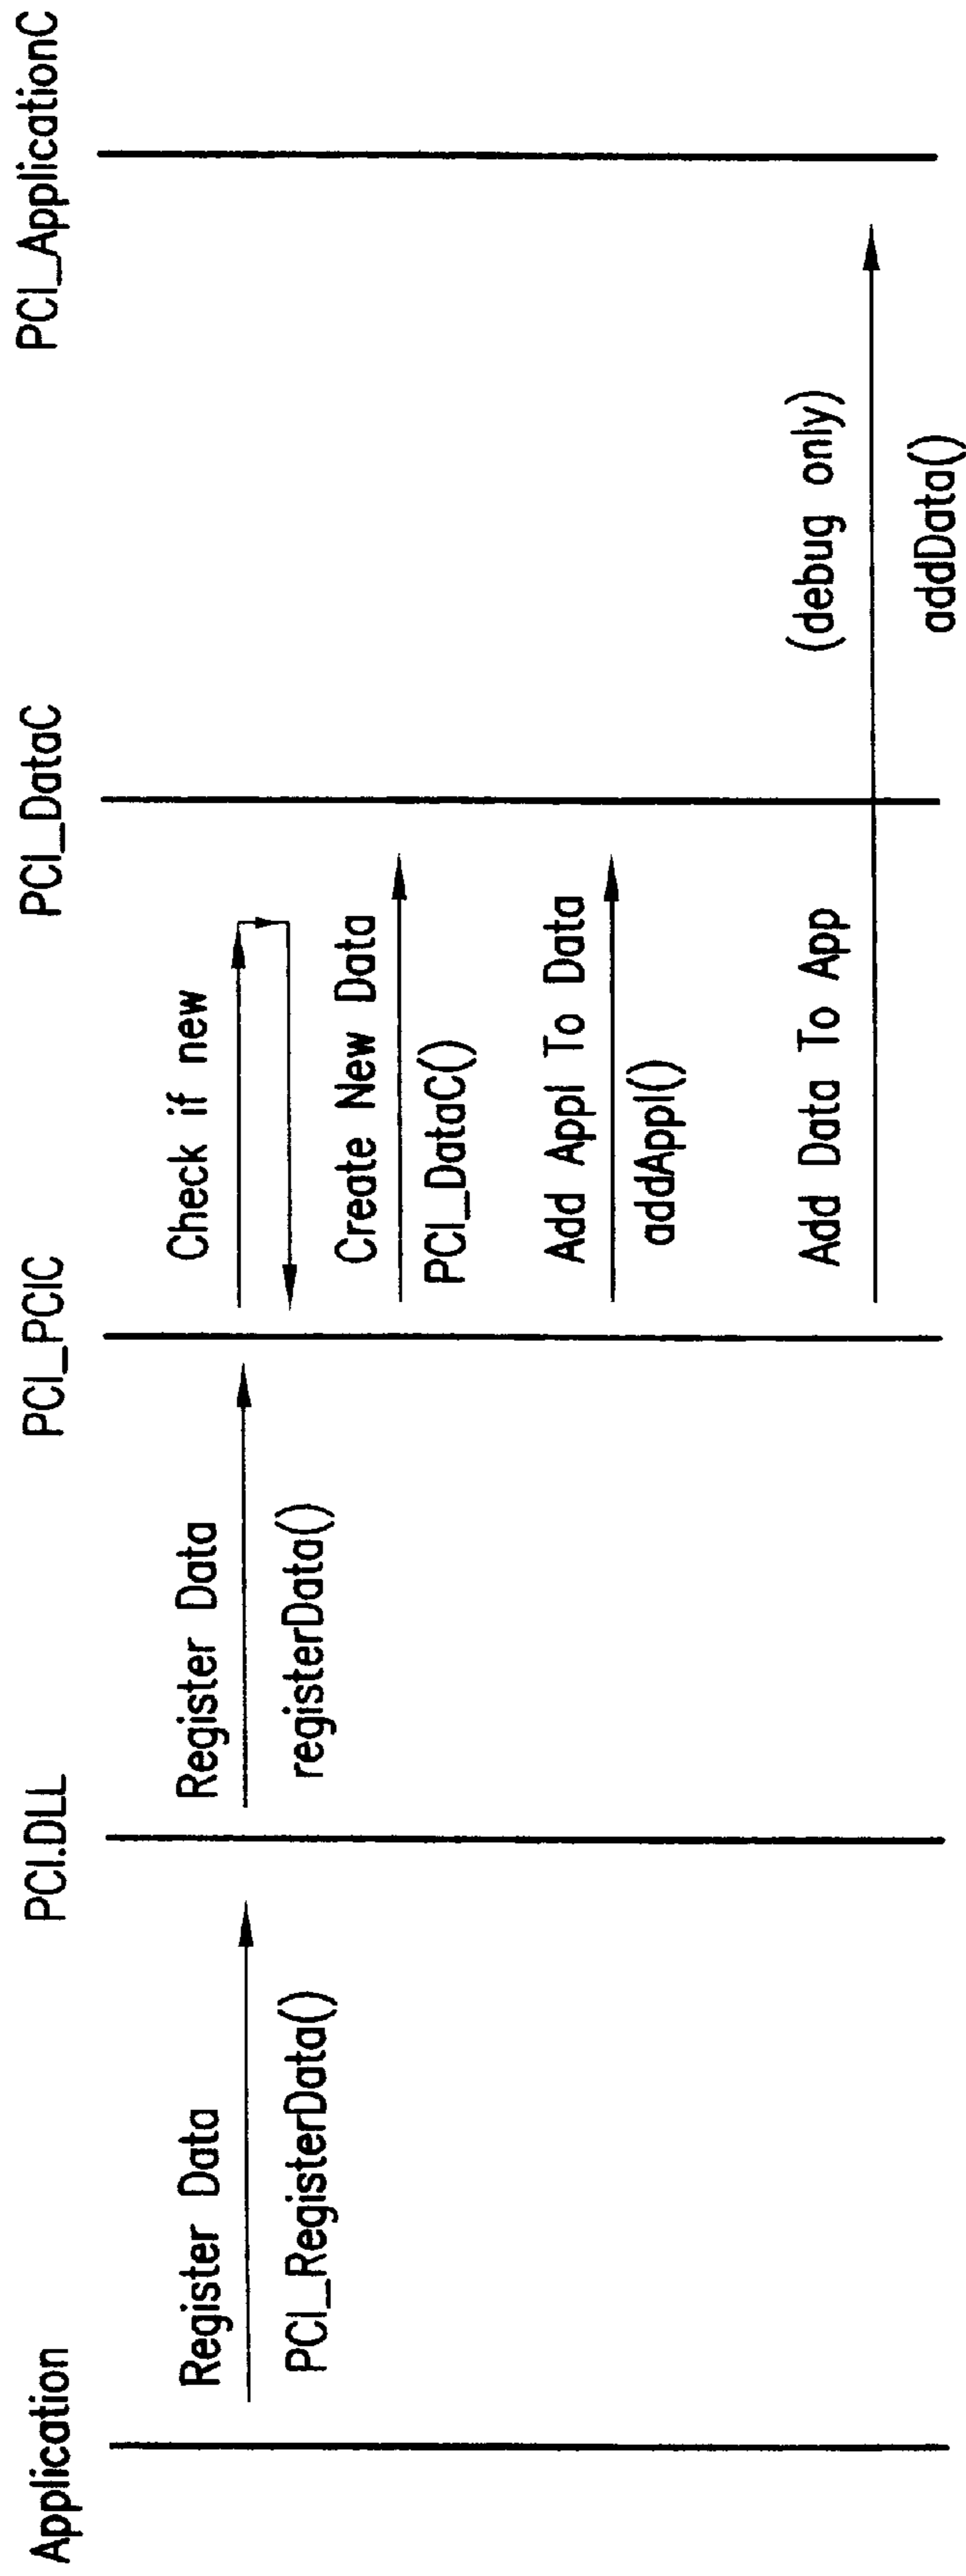 Application
PCI.DLL
PCI_PCIC
PCI_DataC
PCI_ApplicationC
Register Data
PCI_RegisterData()
Register Data
registerData()
Check if new
Create New Data
PCI_DataC()
Add Appl To Data
addAppl()
Add Data To App
(debug only)
addData()